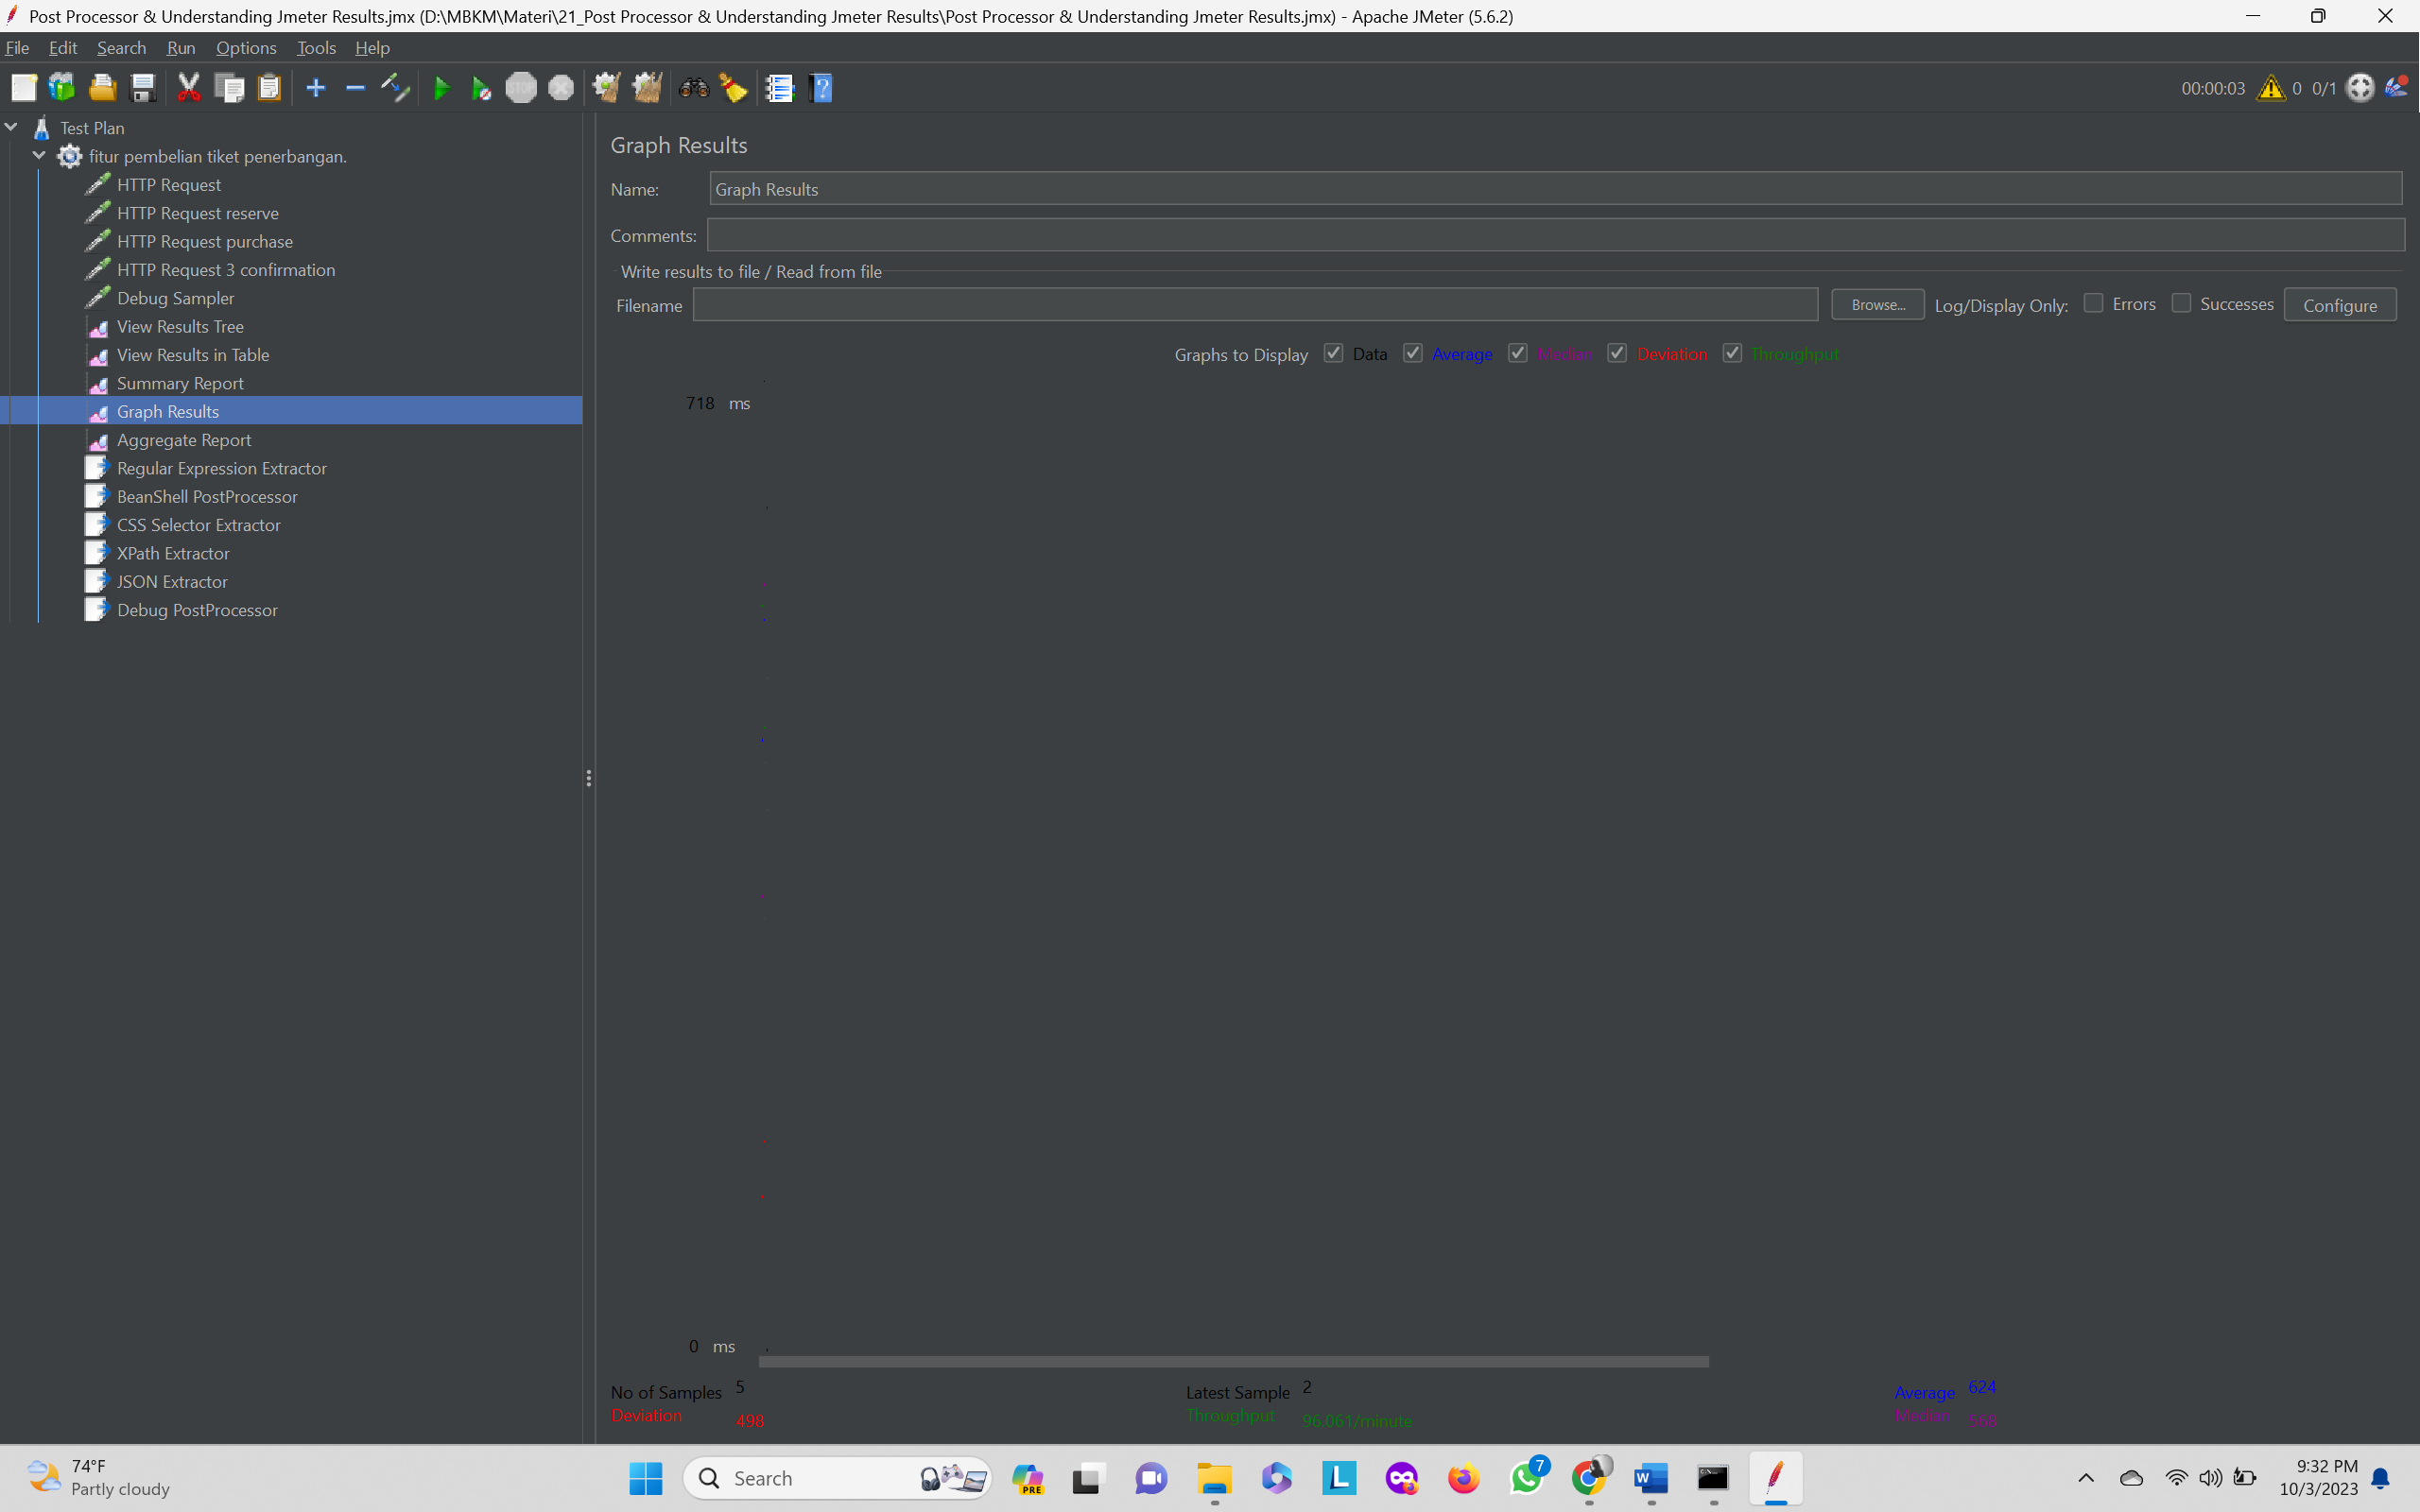 Post Processor & Understanding Jmeter Results.jmx (D:\MBKM\Materi\21_Post Processor & Understanding Jmeter Results\Post Processor & Understanding Jmeter Results.jmx) - Apache JMeter (5.6.2)
File Edit Search Run Options Tools Help
STOP
00:00:03 0 0/1
Test Plan
fitur pembelian tiket penerbangan.
HTTP Request
HTTP Request reserve
HTTP Request purchase
HTTP Request 3 confirmation
Debug Sampler
View Results Tree
View Results in Table
Summary Report
Graph Results
Aggregate Report
Regular Expression Extractor
BeanShell PostProcessor
CSS Selector Extractor
XPath Extractor
JSON Extractor
Debug PostProcessor
Graph Results
Name: Graph Results
Comments:
Write results to file / Read from file
Filename Browse... Log/Display Only: Errors Successes Configure
Graphs to Display Data Average Median Deviation Throughput
718 ms
0 ms
No of Samples 5 Latest Sample 2 Average 624
Deviation 498 Throughput 96.061/minute Median 568
74°F
Partly cloudy
Search
PRE
L
7
W
9:32 PM
10/3/2023